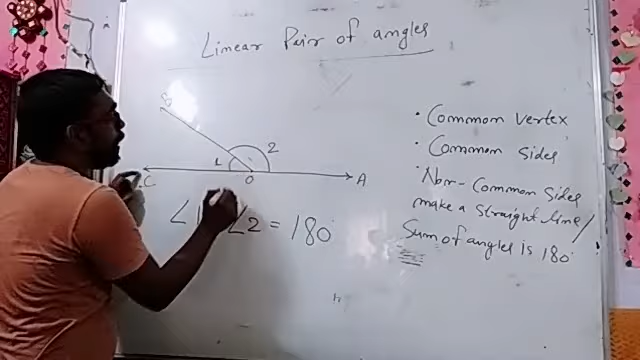 Linear Pair of angles
B
1
2
C
O
A
∠1 ∠2 = 180°
· Common vertex
· Common sides
· Non-Common sides
make a straight line/
Sum of angles is 180°